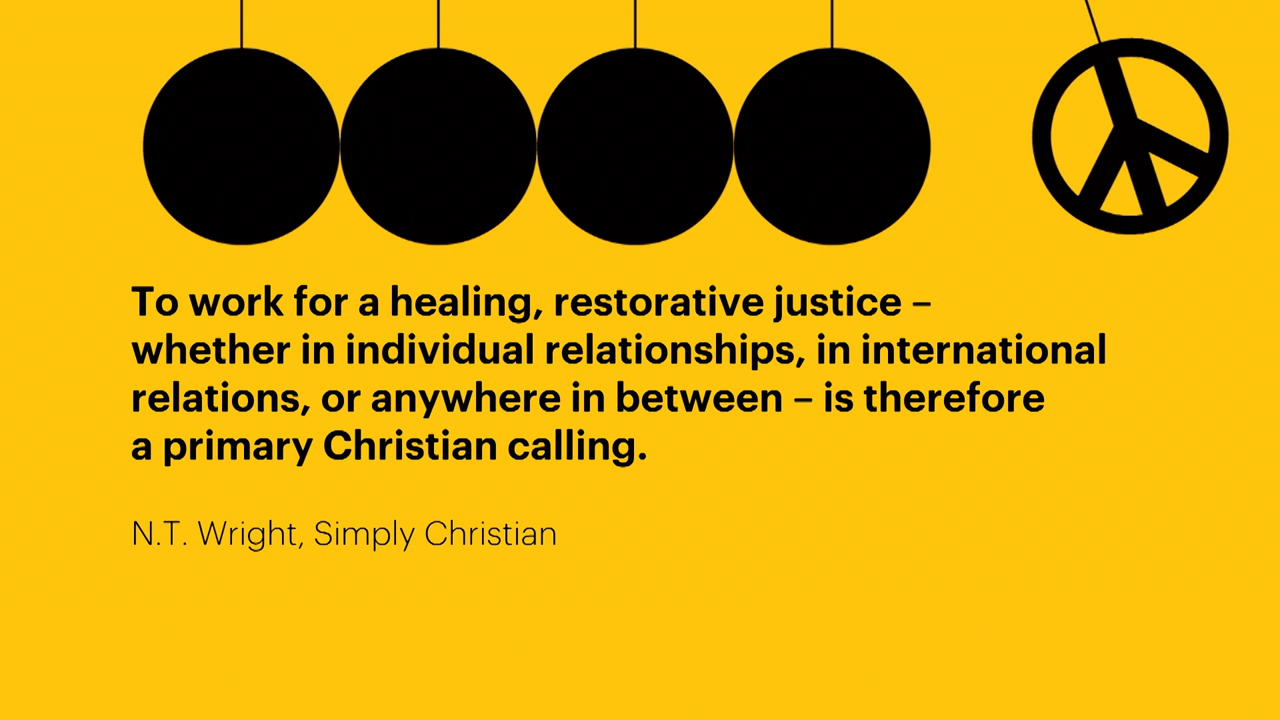 To work for a healing, restorative justice –
whether in individual relationships, in international
relations, or anywhere in between – is therefore
a primary Christian calling.
N.T. Wright, Simply Christian